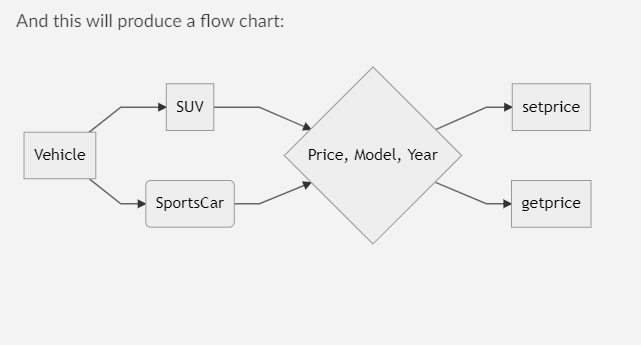 And this will produce a flow chart:
SUV
setprice
Vehicle
Price, Model, Year
SportsCar
getprice